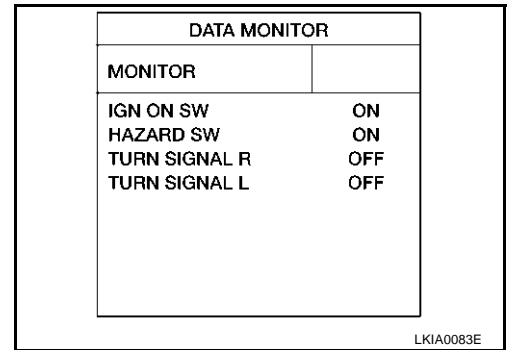 DATA MONITOR
MONITOR
IGN ON SW ON
HAZARD SW ON
TURN SIGNAL R OFF
TURN SIGNAL L OFF
LKIA0083E